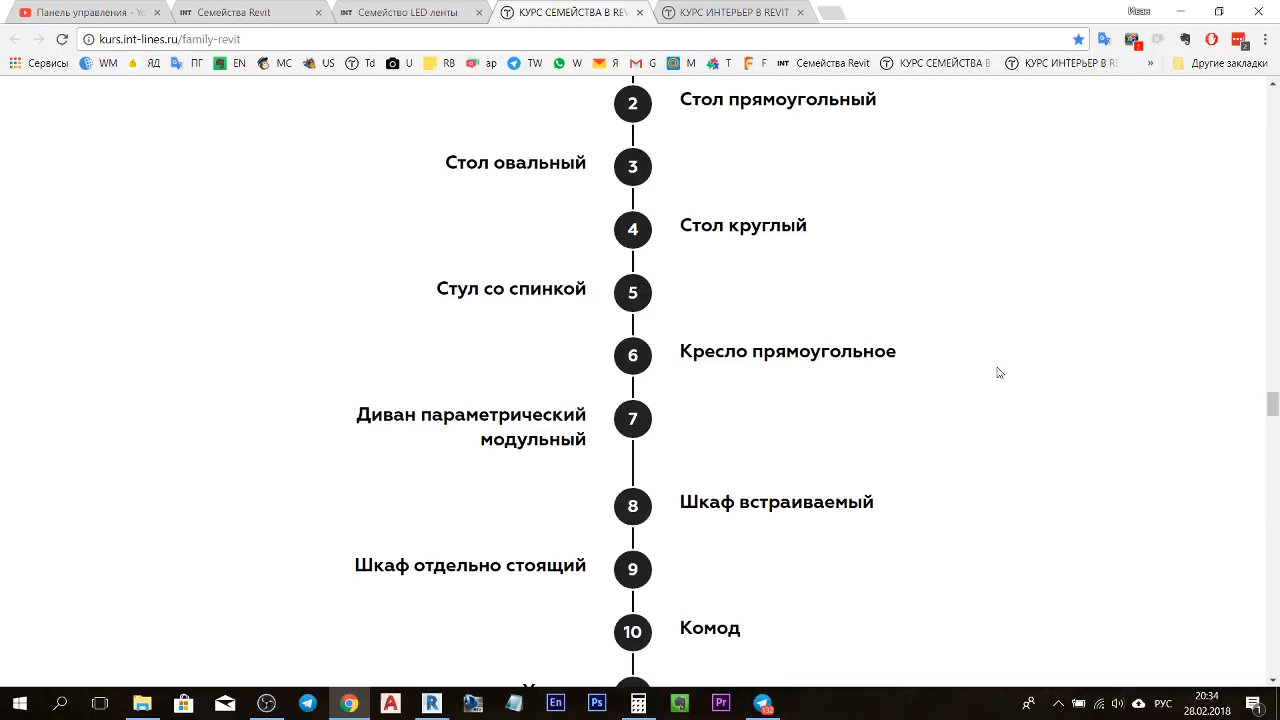 Панель управления - Yo
Семейства Revit
Семейство LED ленты
КУРС СЕМЕЙСТВА В REV
КУРС ИНТЕРЬЕР В REVIT
Иван
kurs.int-lines.ru/family-revit
Сервисы
WM
ЯД
ПГ
EN
MC
US
Td
U
RS
ap
TW
W
Я
G
M
T
F
Семейства Revit
КУРС СЕМЕЙСТВА В
КУРС ИНТЕРЬЕР В RE
Другие закладки
2 Стол прямоугольный
Стол овальный 3
4 Стол круглый
Стул со спинкой 5
6 Кресло прямоугольное
Диван параметрический
модульный
7
8 Шкаф встраиваемый
Шкаф отдельно стоящий 9
10 Комод
РУС
20:34
28.02.2018